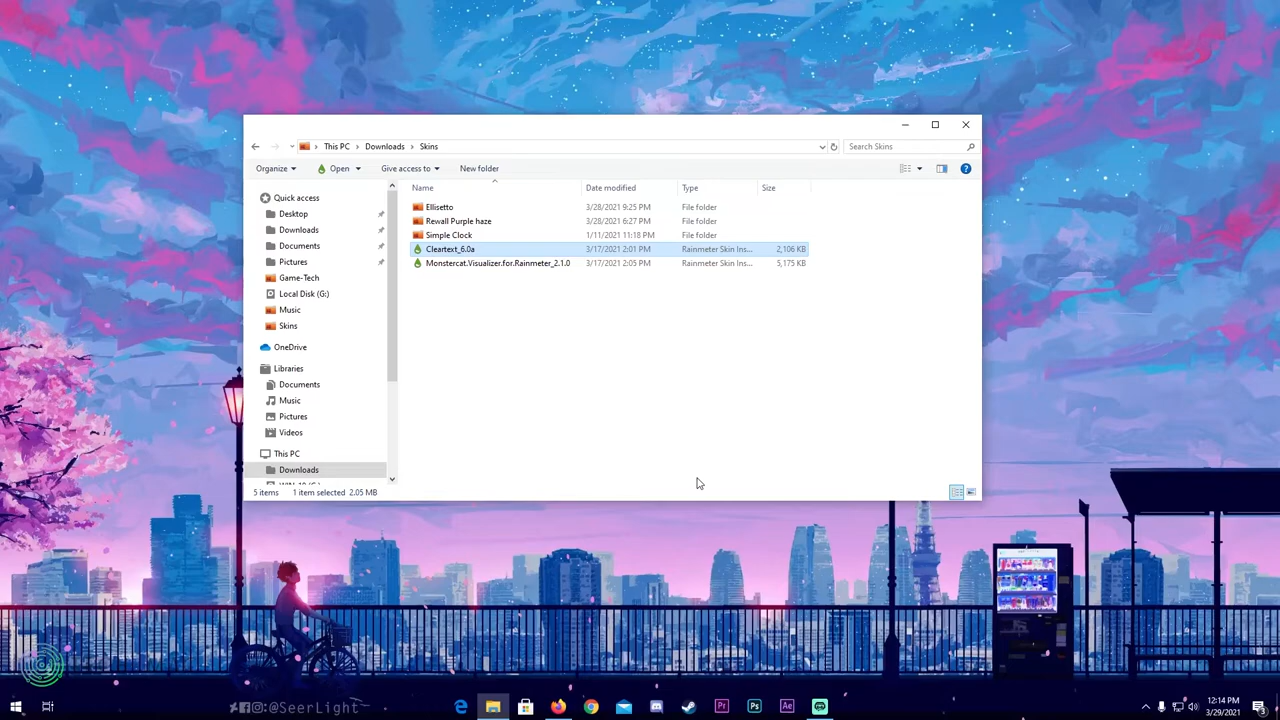 This PC > Downloads > Skins
Search Skins
Organize
Open
Give access to
New folder
Name
Date modified
Type
Size
Ellisetto 3/28/2021 9:25 PM File folder
Rewall Purple haze 3/28/2021 6:27 PM File folder
Simple Clock 1/11/2021 11:18 PM File folder
Cleartext_6.0a 3/17/2021 2:01 PM Rainmeter Skin Ins... 2,106 KB
Monstercat.Visualizer.for.Rainmeter_2.1.0 3/17/2021 2:05 PM Rainmeter Skin Ins... 5,175 KB
Quick access
Desktop
Downloads
Documents
Pictures
Game-Tech
Local Disk (G:)
Music
Skins
OneDrive
Libraries
Documents
Music
Pictures
Videos
This PC
Downloads
5 items 1 item selected 2.05 MB
:@SeerLight
Pr
Ps
Ae
12:14 PM
3/29/2021